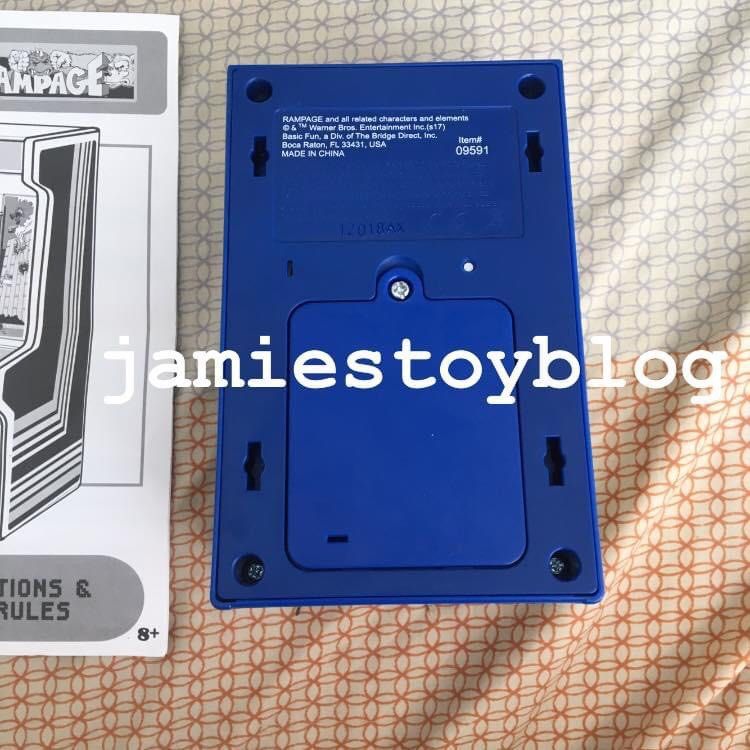 RAMPAGE
RAMPAGE and all related characters and elements
© & ™ Warner Bros. Entertainment Inc.(s17)
Basic Fun, a Div. of The Bridge Direct, Inc.
Boca Raton, FL 33431, USA
MADE IN CHINA
Item#
09591
12018AX
jamiestoyblog
TIONS &
RULES
8+